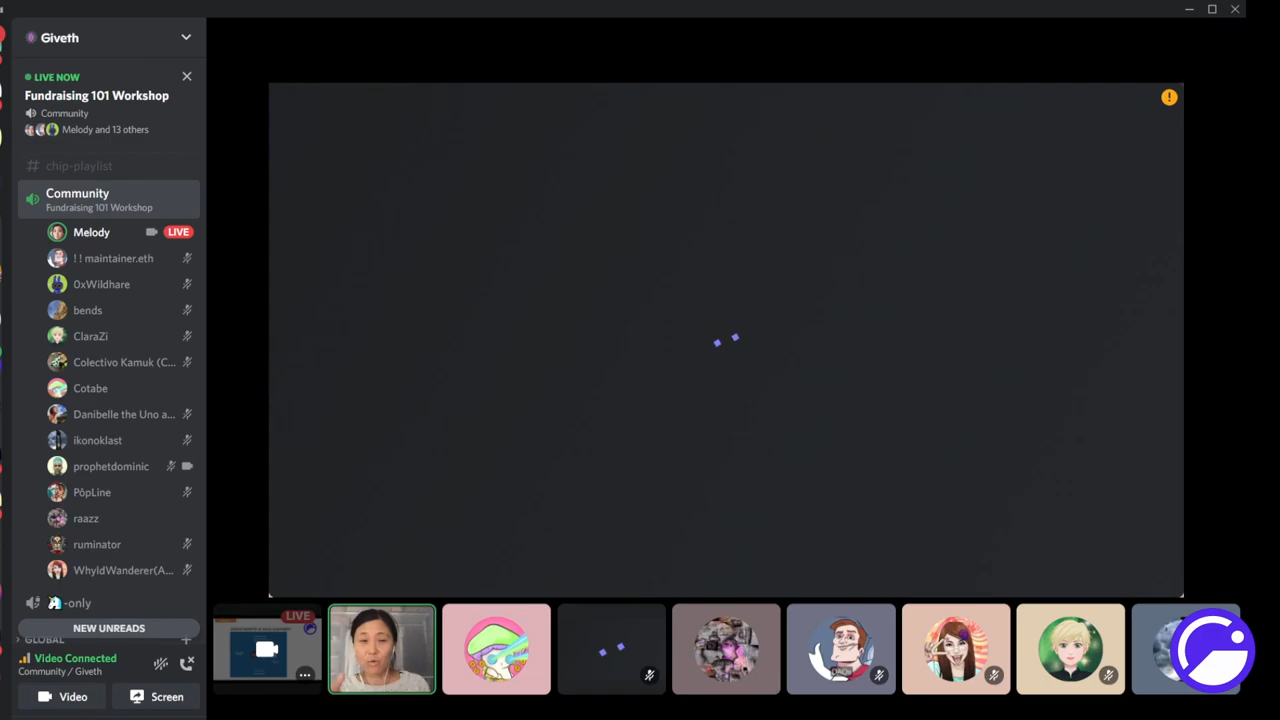 Giveth
LIVE NOW
Fundraising 101 Workshop
Community
Melody and 13 others
chip-playlist
Community
Fundraising 101 Workshop
Melody LIVE
! ! maintainer.eth
0xWildhare
bends
ClaraZi
Colectivo Kamuk (C...
Cotabe
Danibelle the Uno a...
ikonoklast
prophetdominic
PôpLine
raazz
ruminator
WhyldWanderer(A...
-only
NEW UNREADS
GLOBAL
Video Connected
Community / Giveth
Video Screen
LIVE